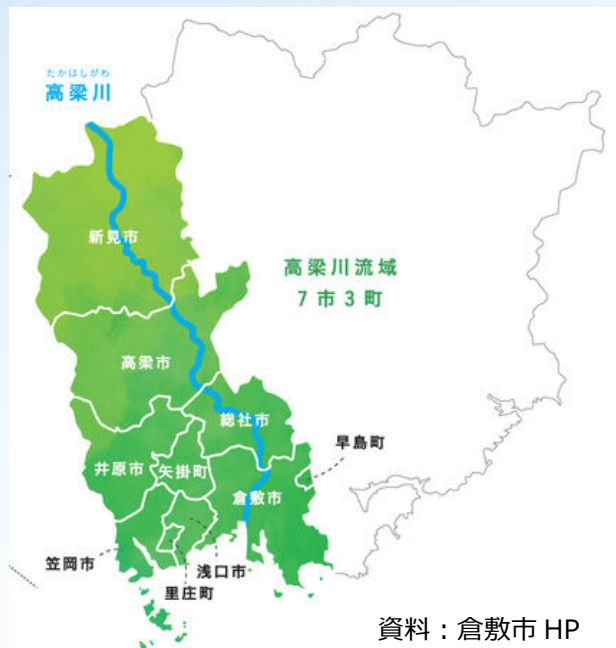 たかはしがわ
高梁川
新見市
高梁川流域
7市3町
高梁市
総社市
早島町
井原市
矢掛町
倉敷市
笠岡市
浅口市
里庄町
資料：倉敷市 HP